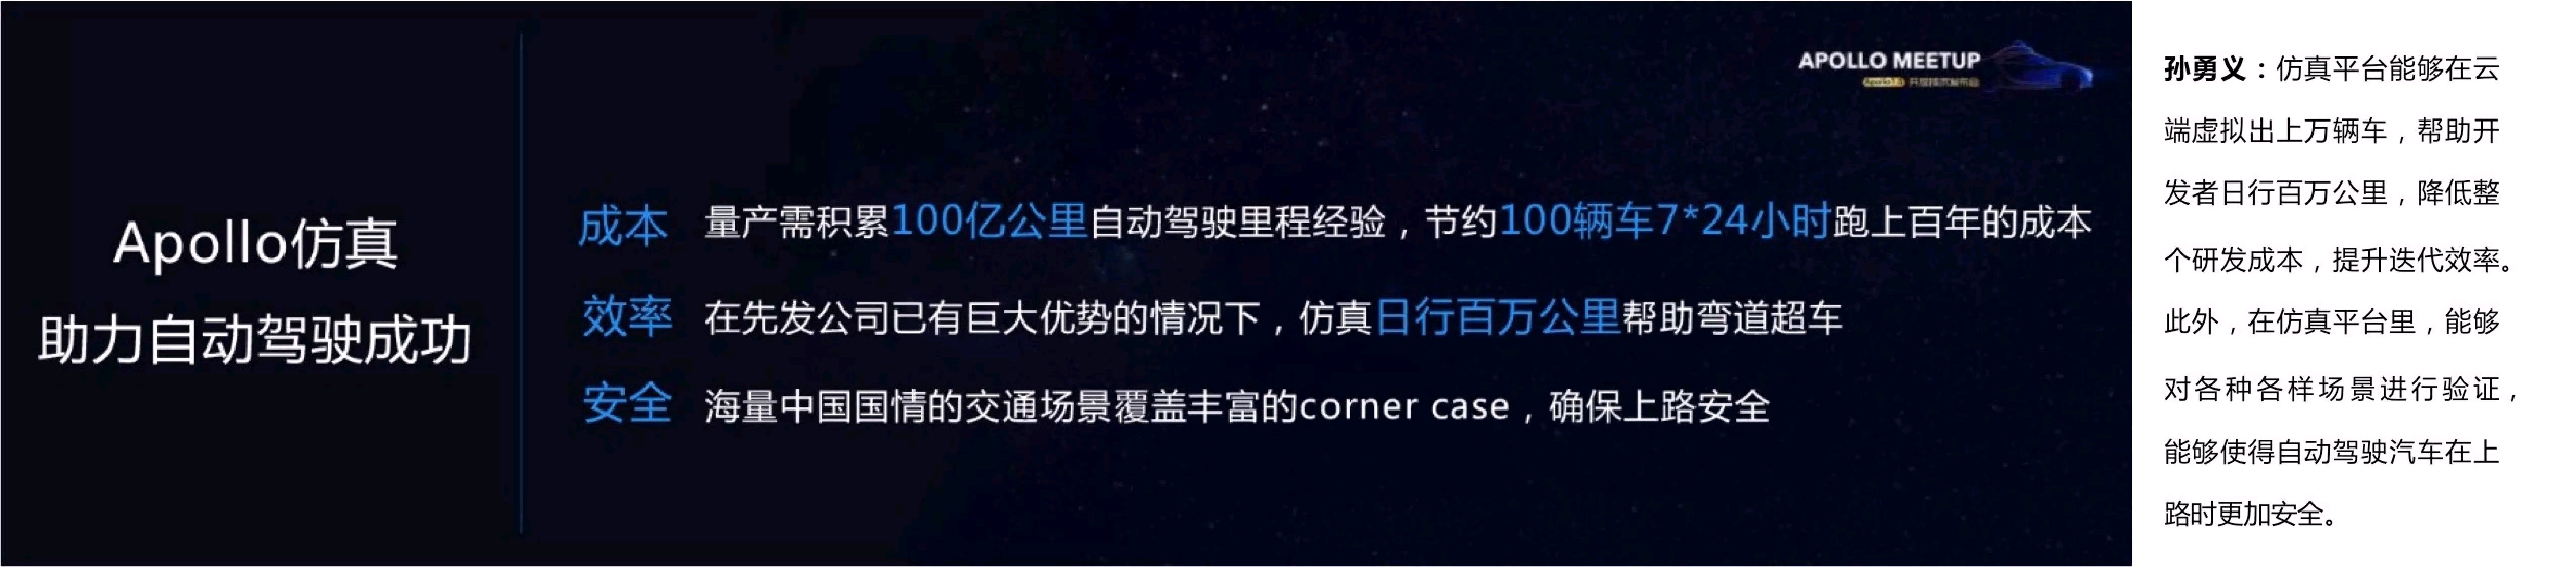 APOLLO MEETUP
开放技术发布会
Apollo仿真
助力自动驾驶成功
成本 量产需积累100亿公里自动驾驶里程经验，节约100辆车7*24小时跑上百年的成本
效率 在先发公司已有巨大优势的情况下，仿真日行百万公里帮助弯道超车
安全 海量中国国情的交通场景覆盖丰富的corner case，确保上路安全
孙勇义：仿真平台能够在云
端虚拟出上万辆车，帮助开
发者日行百万公里，降低整
个研发成本，提升迭代效率。
此外，在仿真平台里，能够
对各种各样场景进行验证，
能够使得自动驾驶汽车在上
路时更加安全。